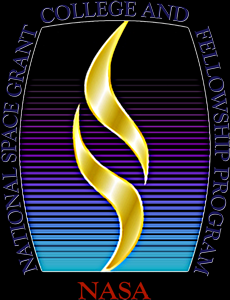 NATIONAL SPACE GRANT COLLEGE AND FELLOWSHIP PROGRAM
NASA